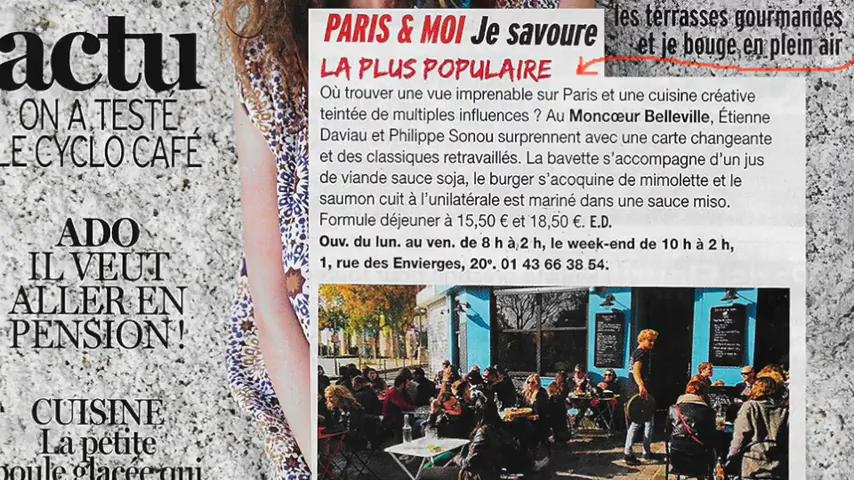 actu
ON A TESTÉ
LE CYCLO CAFÉ
ADO
IL VEUT
ALLER EN
PENSION !
CUISINE
La petite
poule glacée qui
PARIS & MOI Je savoure
les terrasses gourmandes
et je bouge en plein air
LA PLUS POPULAIRE
Où trouver une vue imprenable sur Paris et une cuisine créative
teintée de multiples influences ? Au Moncœur Belleville, Étienne
Daviau et Philippe Sonou surprennent avec une carte changeante
et des classiques retravaillés. La bavette s'accompagne d'un jus
de viande sauce soja, le burger s'acoquine de mimolette et le
saumon cuit à l'unilatérale est mariné dans une sauce miso.
Formule déjeuner à 15,50 € et 18,50 €. E.D.
Ouv. du lun. au ven. de 8 h à 2 h, le week-end de 10 h à 2 h,
1, rue des Envierges, 20e. 01 43 66 38 54.